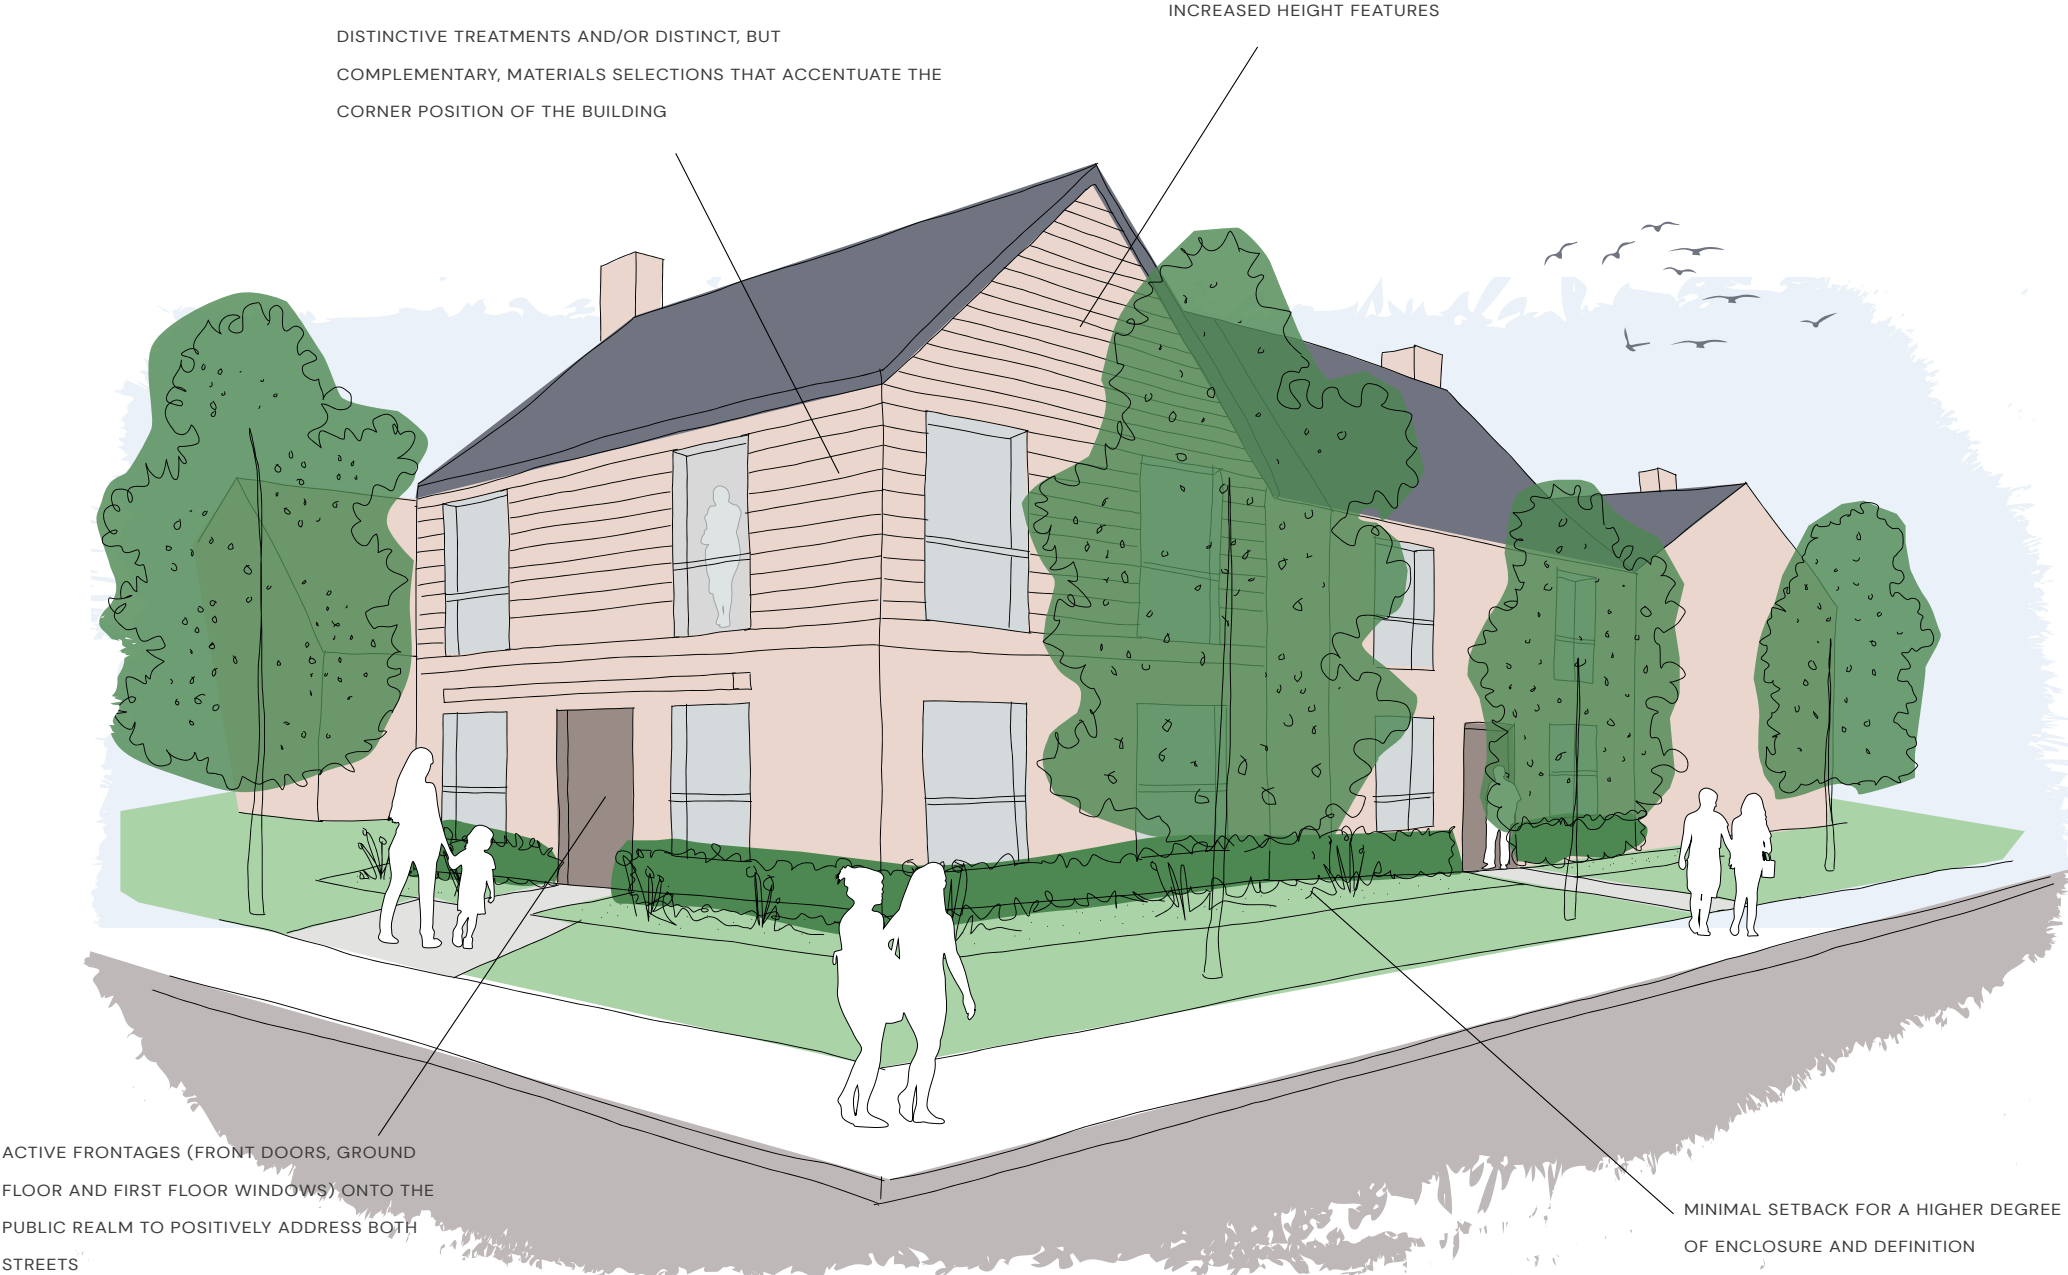 INCREASED HEIGHT FEATURES
DISTINCTIVE TREATMENTS AND/OR DISTINCT, BUT
COMPLEMENTARY, MATERIALS SELECTIONS THAT ACCENTUATE THE
CORNER POSITION OF THE BUILDING
ACTIVE FRONTAGES (FRONT DOORS, GROUND
FLOOR AND FIRST FLOOR WINDOWS) ONTO THE
PUBLIC REALM TO POSITIVELY ADDRESS BOTH
STREETS
MINIMAL SETBACK FOR A HIGHER DEGREE
OF ENCLOSURE AND DEFINITION